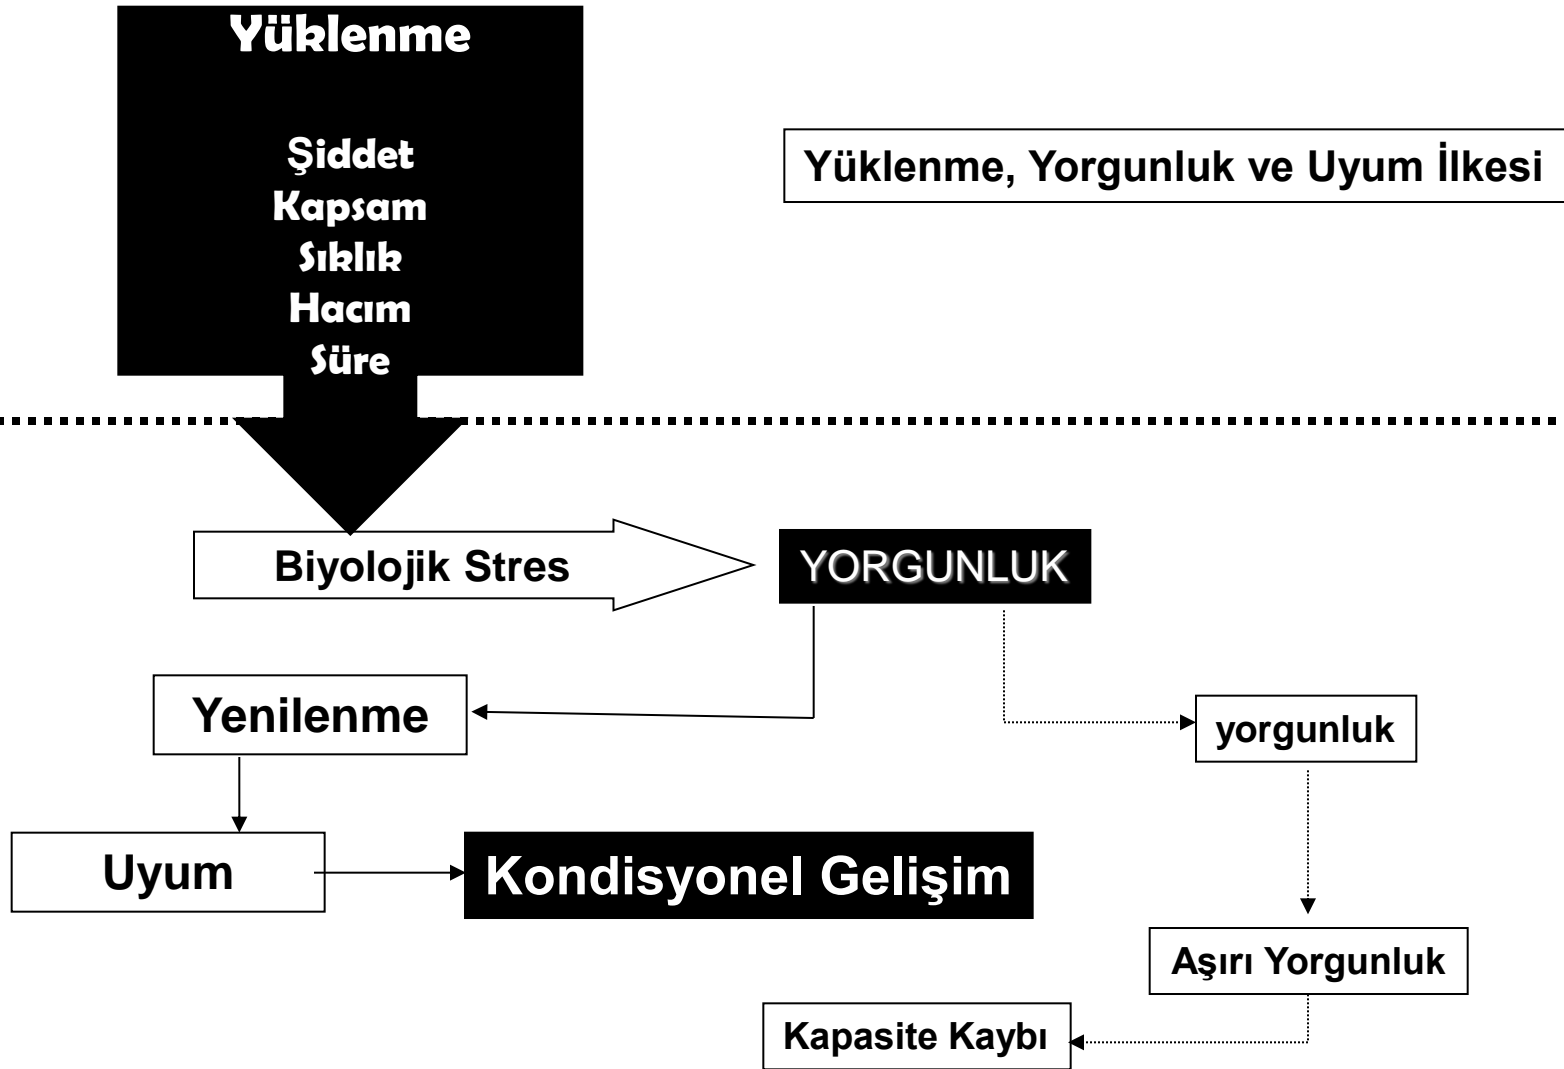 Yüklenme
Şiddet
Kapsam
Sıklık
Hacım
Süre
Yüklenme, Yorgunluk ve Uyum İlkesi
Biyolojik Stres
YORGUNLUK
Yenilenme
yorgunluk
Uyum
Kondisyonel Gelişim
Aşırı Yorgunluk
Kapasite Kaybı